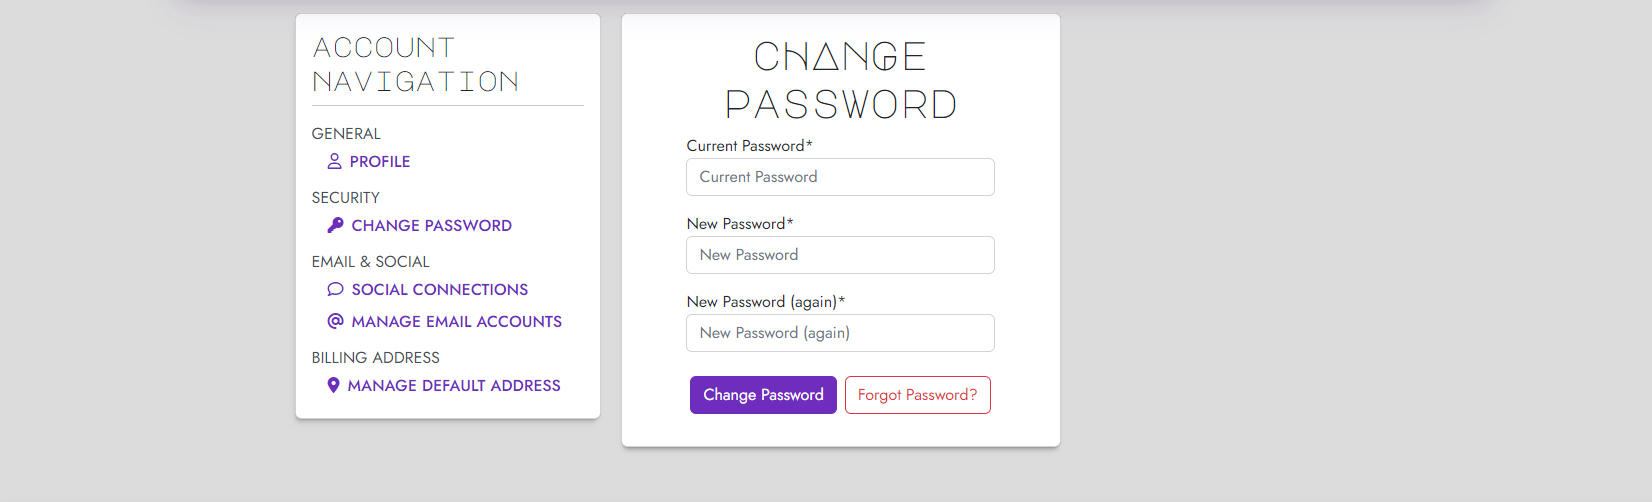 ACCOUNT
NAVIGATION
GENERAL
PROFILE
SECURITY
CHANGE PASSWORD
EMAIL & SOCIAL
SOCIAL CONNECTIONS
MANAGE EMAIL ACCOUNTS
BILLING ADDRESS
MANAGE DEFAULT ADDRESS
CHANGE
PASSWORD
Current Password*
Current Password
New Password*
New Password
New Password (again)*
New Password (again)
Change Password
Forgot Password?